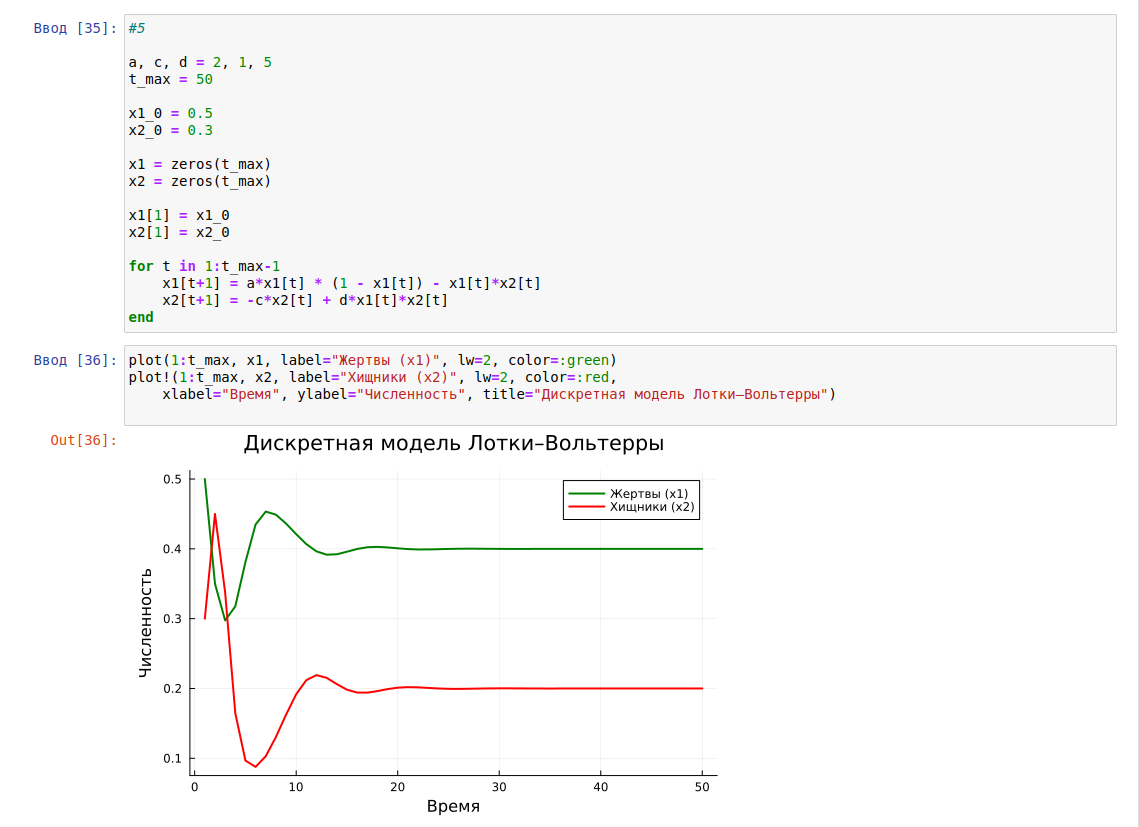 Ввод [35]:
#5
a, c, d = 2, 1, 5
t_max = 50
x1_0 = 0.5
x2_0 = 0.3
x1 = zeros(t_max)
x2 = zeros(t_max)
x1[1] = x1_0
x2[1] = x2_0
for t in 1:t_max-1
    x1[t+1] = a*x1[t] * (1 - x1[t]) - x1[t]*x2[t]
    x2[t+1] = -c*x2[t] + d*x1[t]*x2[t]
end
Ввод [36]:
plot(1:t_max, x1, label="Жертвы (x1)", lw=2, color=:green)
plot!(1:t_max, x2, label="Хищники (x2)", lw=2, color=:red,
    xlabel="Время", ylabel="Численность", title="Дискретная модель Лотки–Вольтерры")
Out[36]:
Дискретная модель Лотки–Вольтерры
Жертвы (x1)
Хищники (x2)
Численность
0.5
0.4
0.3
0.2
0.1
0 10 20 30 40 50
Время